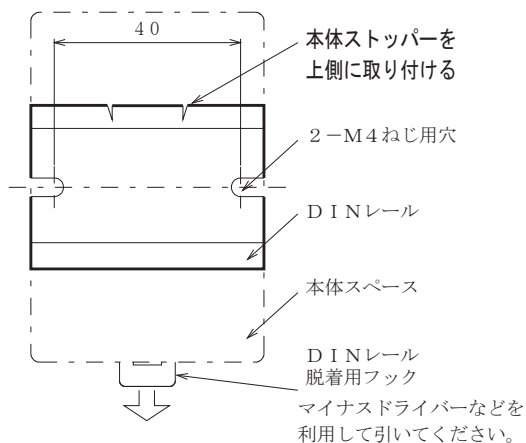 ４０
本体ストッパーを
上側に取り付ける
２－Ｍ４ねじ用穴
ＤＩＮレール
本体スペース
ＤＩＮレール
脱着用フック
マイナスドライバーなどを
利用して引いてください。